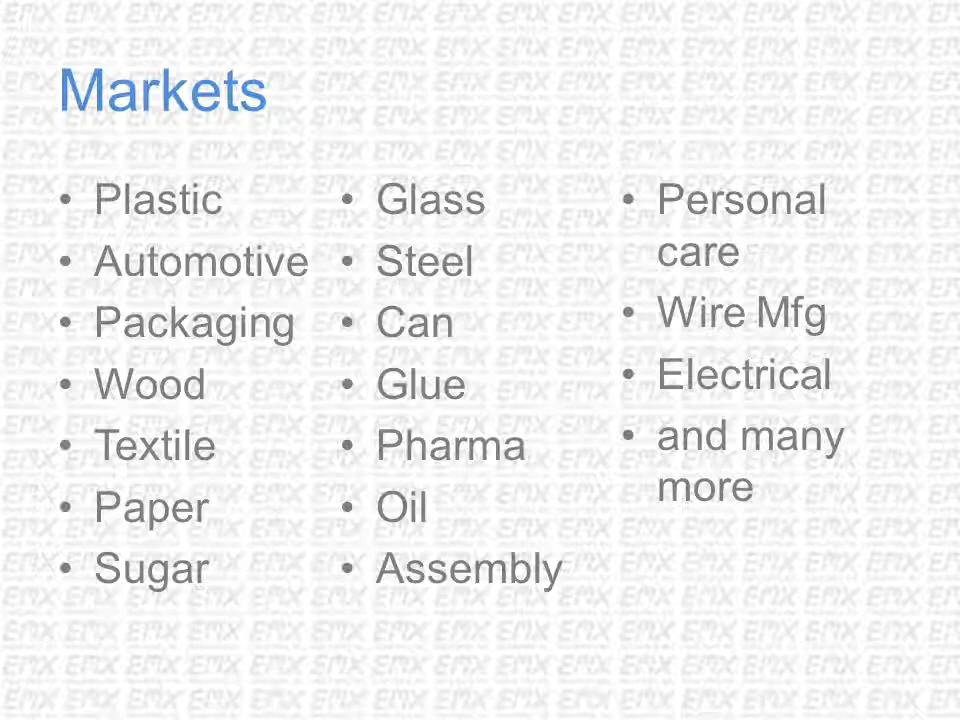 Markets
• Plastic
• Automotive
• Packaging
• Wood
• Textile
• Paper
• Sugar
• Glass
• Steel
• Can
• Glue
• Pharma
• Oil
• Assembly
• Personal
care
• Wire Mfg
• Electrical
• and many
more